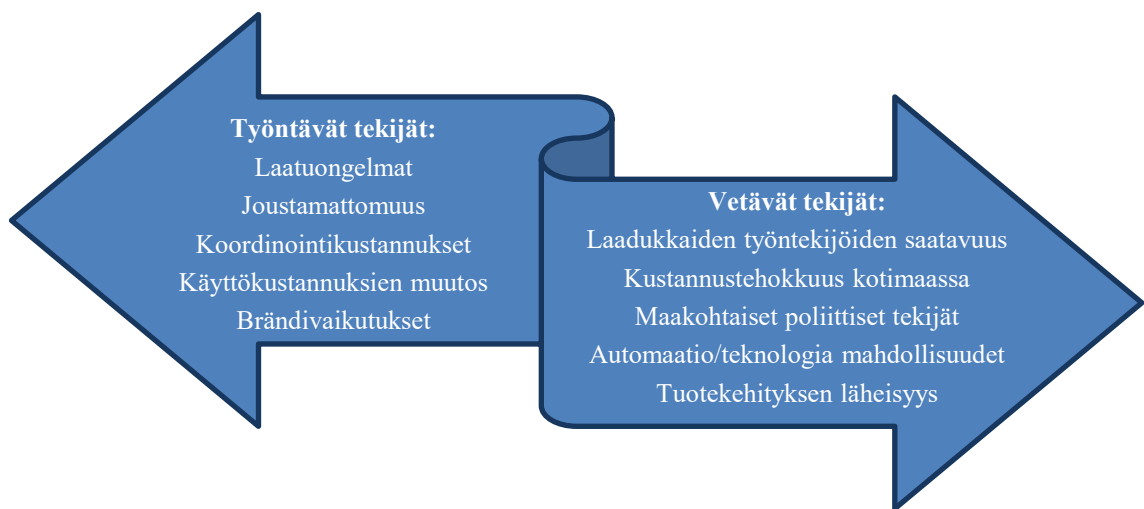 Työntävät tekijät:
Laatuongelmat
Joustamattomuus
Koordinointikustannukset
Käyttökustannuksien muutos
Brändivaikutukset
Vetävät tekijät:
Laadukkaiden työntekijöiden saatavuus
Kustannustehokkuus kotimaassa
Maakohtaiset poliittiset tekijät
Automaatio/teknologia mahdollisuudet
Tuotekehityksen läheisyys